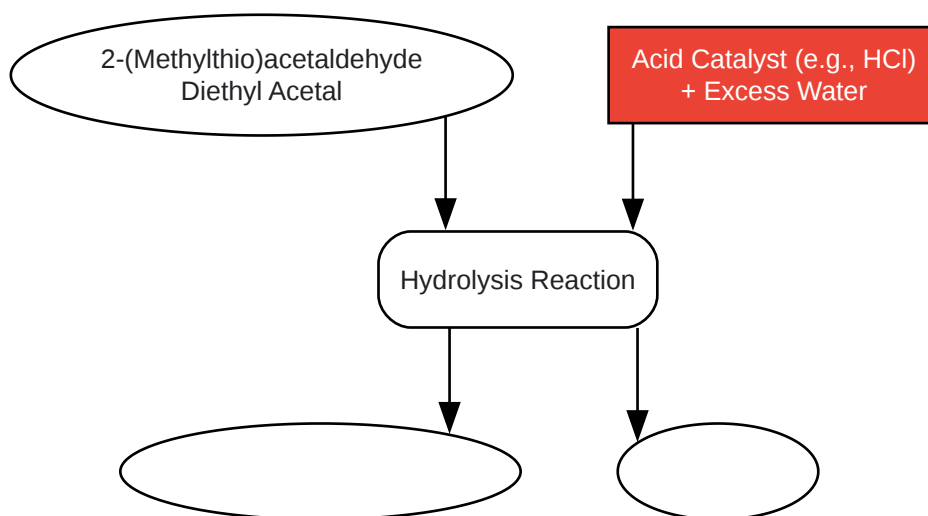 2-(Methylthio)acetaldehyde
Diethyl Acetal
Acid Catalyst (e.g., HCl)
+ Excess Water
Hydrolysis Reaction